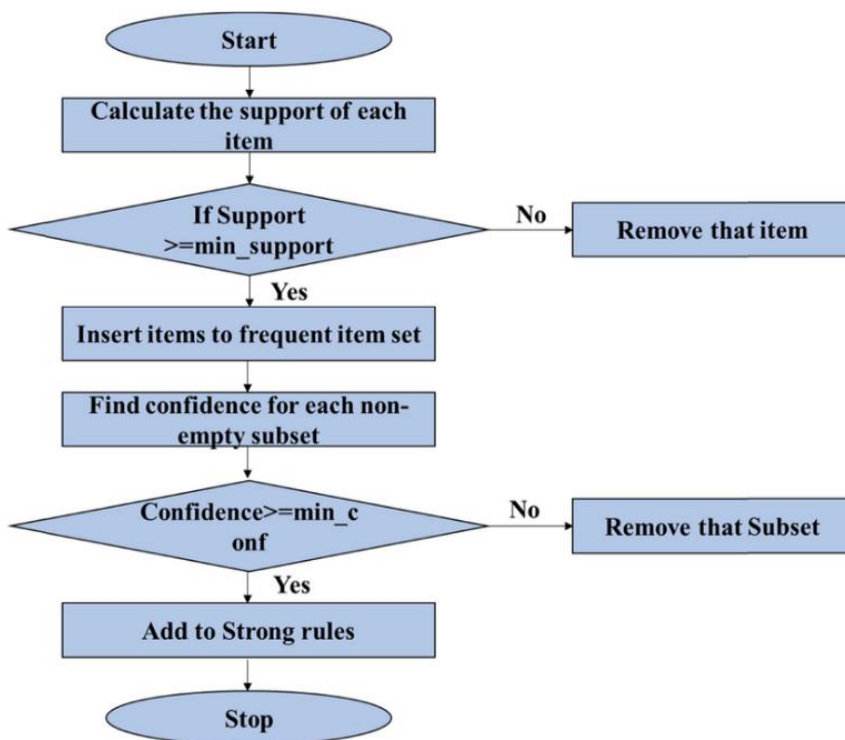 Start
Calculate the support of each
item
If Support
>=min_support
No
Remove that item
Yes
Insert items to frequent item set
Find confidence for each non-
empty subset
Confidence>=min_c
onf
No
Remove that Subset
Yes
Add to Strong rules
Stop